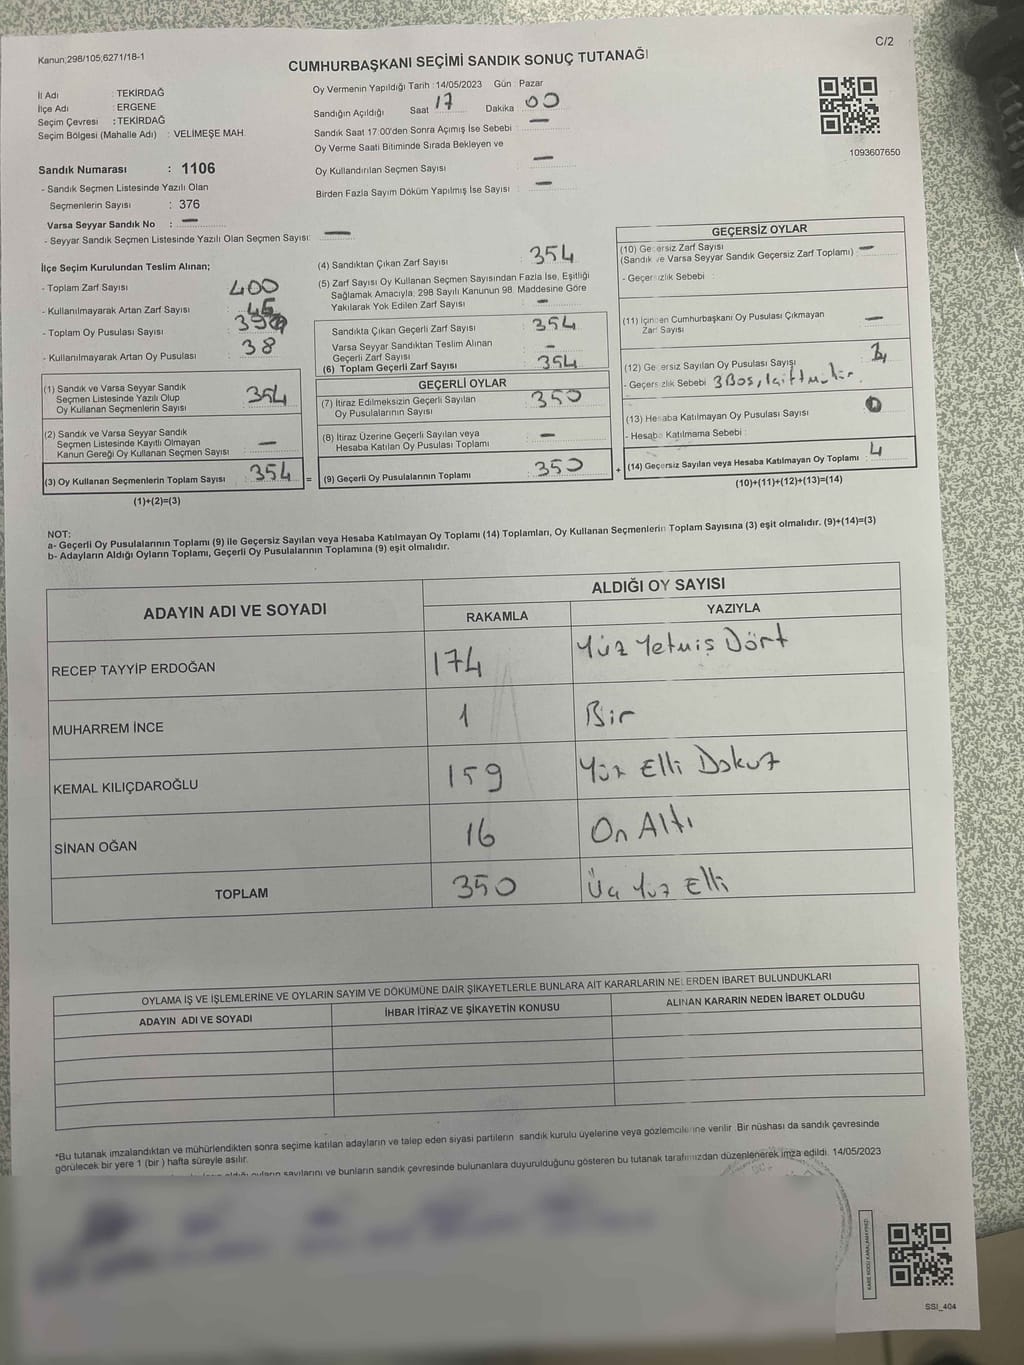 Kanun;298/105;6271/18-1
C/2
CUMHURBAŞKANI SEÇİMİ SANDIK SONUÇ TUTANAĞI
İl Adı : TEKİRDAĞ
İlçe Adı : ERGENE
Seçim Çevresi : TEKİRDAĞ
Seçim Bölgesi (Mahalle Adı) : VELİMEŞE MAH.
Sandık Numarası : 1106
- Sandık Seçmen Listesinde Yazılı Olan
Seçmenlerin Sayısı : 376
Varsa Seyyar Sandık No : —
- Seyyar Sandık Seçmen Listesinde Yazılı Olan Seçmen Sayısı: —
Oy Vermenin Yapıldığı Tarih : 14/05/2023 Gün : Pazar
Sandığın Açıldığı Saat 17 Dakika 00
Sandık Saat 17:00'den Sonra Açımış İse Sebebi : —
Oy Verme Saati Bitiminde Sırada Bekleyen ve
Oy Kullandırılan Seçmen Sayısı : —
Birden Fazla Sayım Döküm Yapılmış İse Sayısı : —
1093607650
İlçe Seçim Kurulundan Teslim Alınan;
- Toplam Zarf Sayısı : 400
- Kullanılmayarak Artan Zarf Sayısı : 46
- Toplam Oy Pusulası Sayısı :
- Kullanılmayarak Artan Oy Pusulası : 38
(1) Sandık ve Varsa Seyyar Sandık
Seçmen Listesinde Yazılı Olup
Oy Kullanan Seçmenlerin Sayısı : 354
(2) Sandık ve Varsa Seyyar Sandık
Seçmen Listesinde Kayıtlı Olmayan
Kanun Gereği Oy Kullanan Seçmen Sayısı : —
(3) Oy Kullanan Seçmenlerin Toplam Sayısı : 354
(1)+(2)=(3)
(4) Sandıktan Çıkan Zarf Sayısı : 354
(5) Zarf Sayısı Oy Kullanan Seçmen Sayısından Fazla İse, Eşitliği
Sağlamak Amacıyla; 298 Sayılı Kanunun 98. Maddesine Göre
Yakılarak Yok Edilen Zarf Sayısı : —
Sandıkta Çıkan Geçerli Zarf Sayısı : 354
Varsa Seyyar Sandıktan Teslim Alınan
Geçerli Zarf Sayısı : —
(6) Toplam Geçerli Zarf Sayısı : 354
GEÇERLİ OYLAR
(7) İtiraz Edilmeksizin Geçerli Sayılan
Oy Pusulalarının Sayısı : 350
(8) İtiraz Üzerine Geçerli Sayılan veya
Hesaba Katılan Oy Pusulası Toplamı : —
= (9) Geçerli Oy Pusulalarının Toplamı : 350
GEÇERSİZ OYLAR
(10) Geçersiz Zarf Sayısı
(Sandık ve Varsa Seyyar Sandık Geçersiz Zarf Toplamı) : —
- Geçersizlik Sebebi :
(11) İçinden Cumhurbaşkanı Oy Pusulası Çıkmayan
Zarf Sayısı : —
(12) Geçersiz Sayılan Oy Pusulası Sayısı :
- Geçersizlik Sebebi : 3 Boş, 1
(13) Hesaba Katılmayan Oy Pusulası Sayısı :
- Hesaba Katılmama Sebebi :
+ (14) Geçersiz Sayılan veya Hesaba Katılmayan Oy Toplamı : 4
(10)+(11)+(12)+(13)=(14)
NOT:
a- Geçerli Oy Pusulalarının Toplamı (9) ile Geçersiz Sayılan veya Hesaba Katılmayan Oy Toplamı (14) Toplamları, Oy Kullanan Seçmenlerin Toplam Sayısına (3) eşit olmalıdır. (9)+(14)=(3)
b- Adayların Aldığı Oyların Toplamı, Geçerli Oy Pusulalarının Toplamına (9) eşit olmalıdır.
ADAYIN ADI VE SOYADI
ALDIĞI OY SAYISI
RAKAMLA YAZIYLA
RECEP TAYYİP ERDOĞAN 174 Yüz Yetmiş Dört
MUHARREM İNCE 1 Bir
KEMAL KILIÇDAROĞLU 159 Yüz Elli Dokuz
SİNAN OĞAN 16 On Altı
TOPLAM 350 Üç Yüz Elli
OYLAMA İŞ VE İŞLEMLERİNE VE OYLARIN SAYIM VE DÖKÜMÜNE DAİR ŞİKAYETLERLE BUNLARA AİT KARARLARIN NELERDEN İBARET BULUNDUKLARI
ADAYIN ADI VE SOYADI İHBAR İTİRAZ VE ŞİKAYETİN KONUSU ALINAN KARARIN NEDEN İBARET OLDUĞU
*Bu tutanak imzalandıktan ve mühürlendikten sonra seçime katılan adayların ve talep eden siyasi partilerin sandık kurulu üyelerine veya gözlemcilerine verilir. Bir nüshası da sandık çevresinde
görülecek bir yere 1 (bir ) hafta süreyle asılır.
oyların sayılarını ve bunların sandık çevresinde bulunanlara duyurulduğunu gösteren bu tutanak tarafımızdan düzenlenerek imza edildi. 14/05/2023
SSI_404